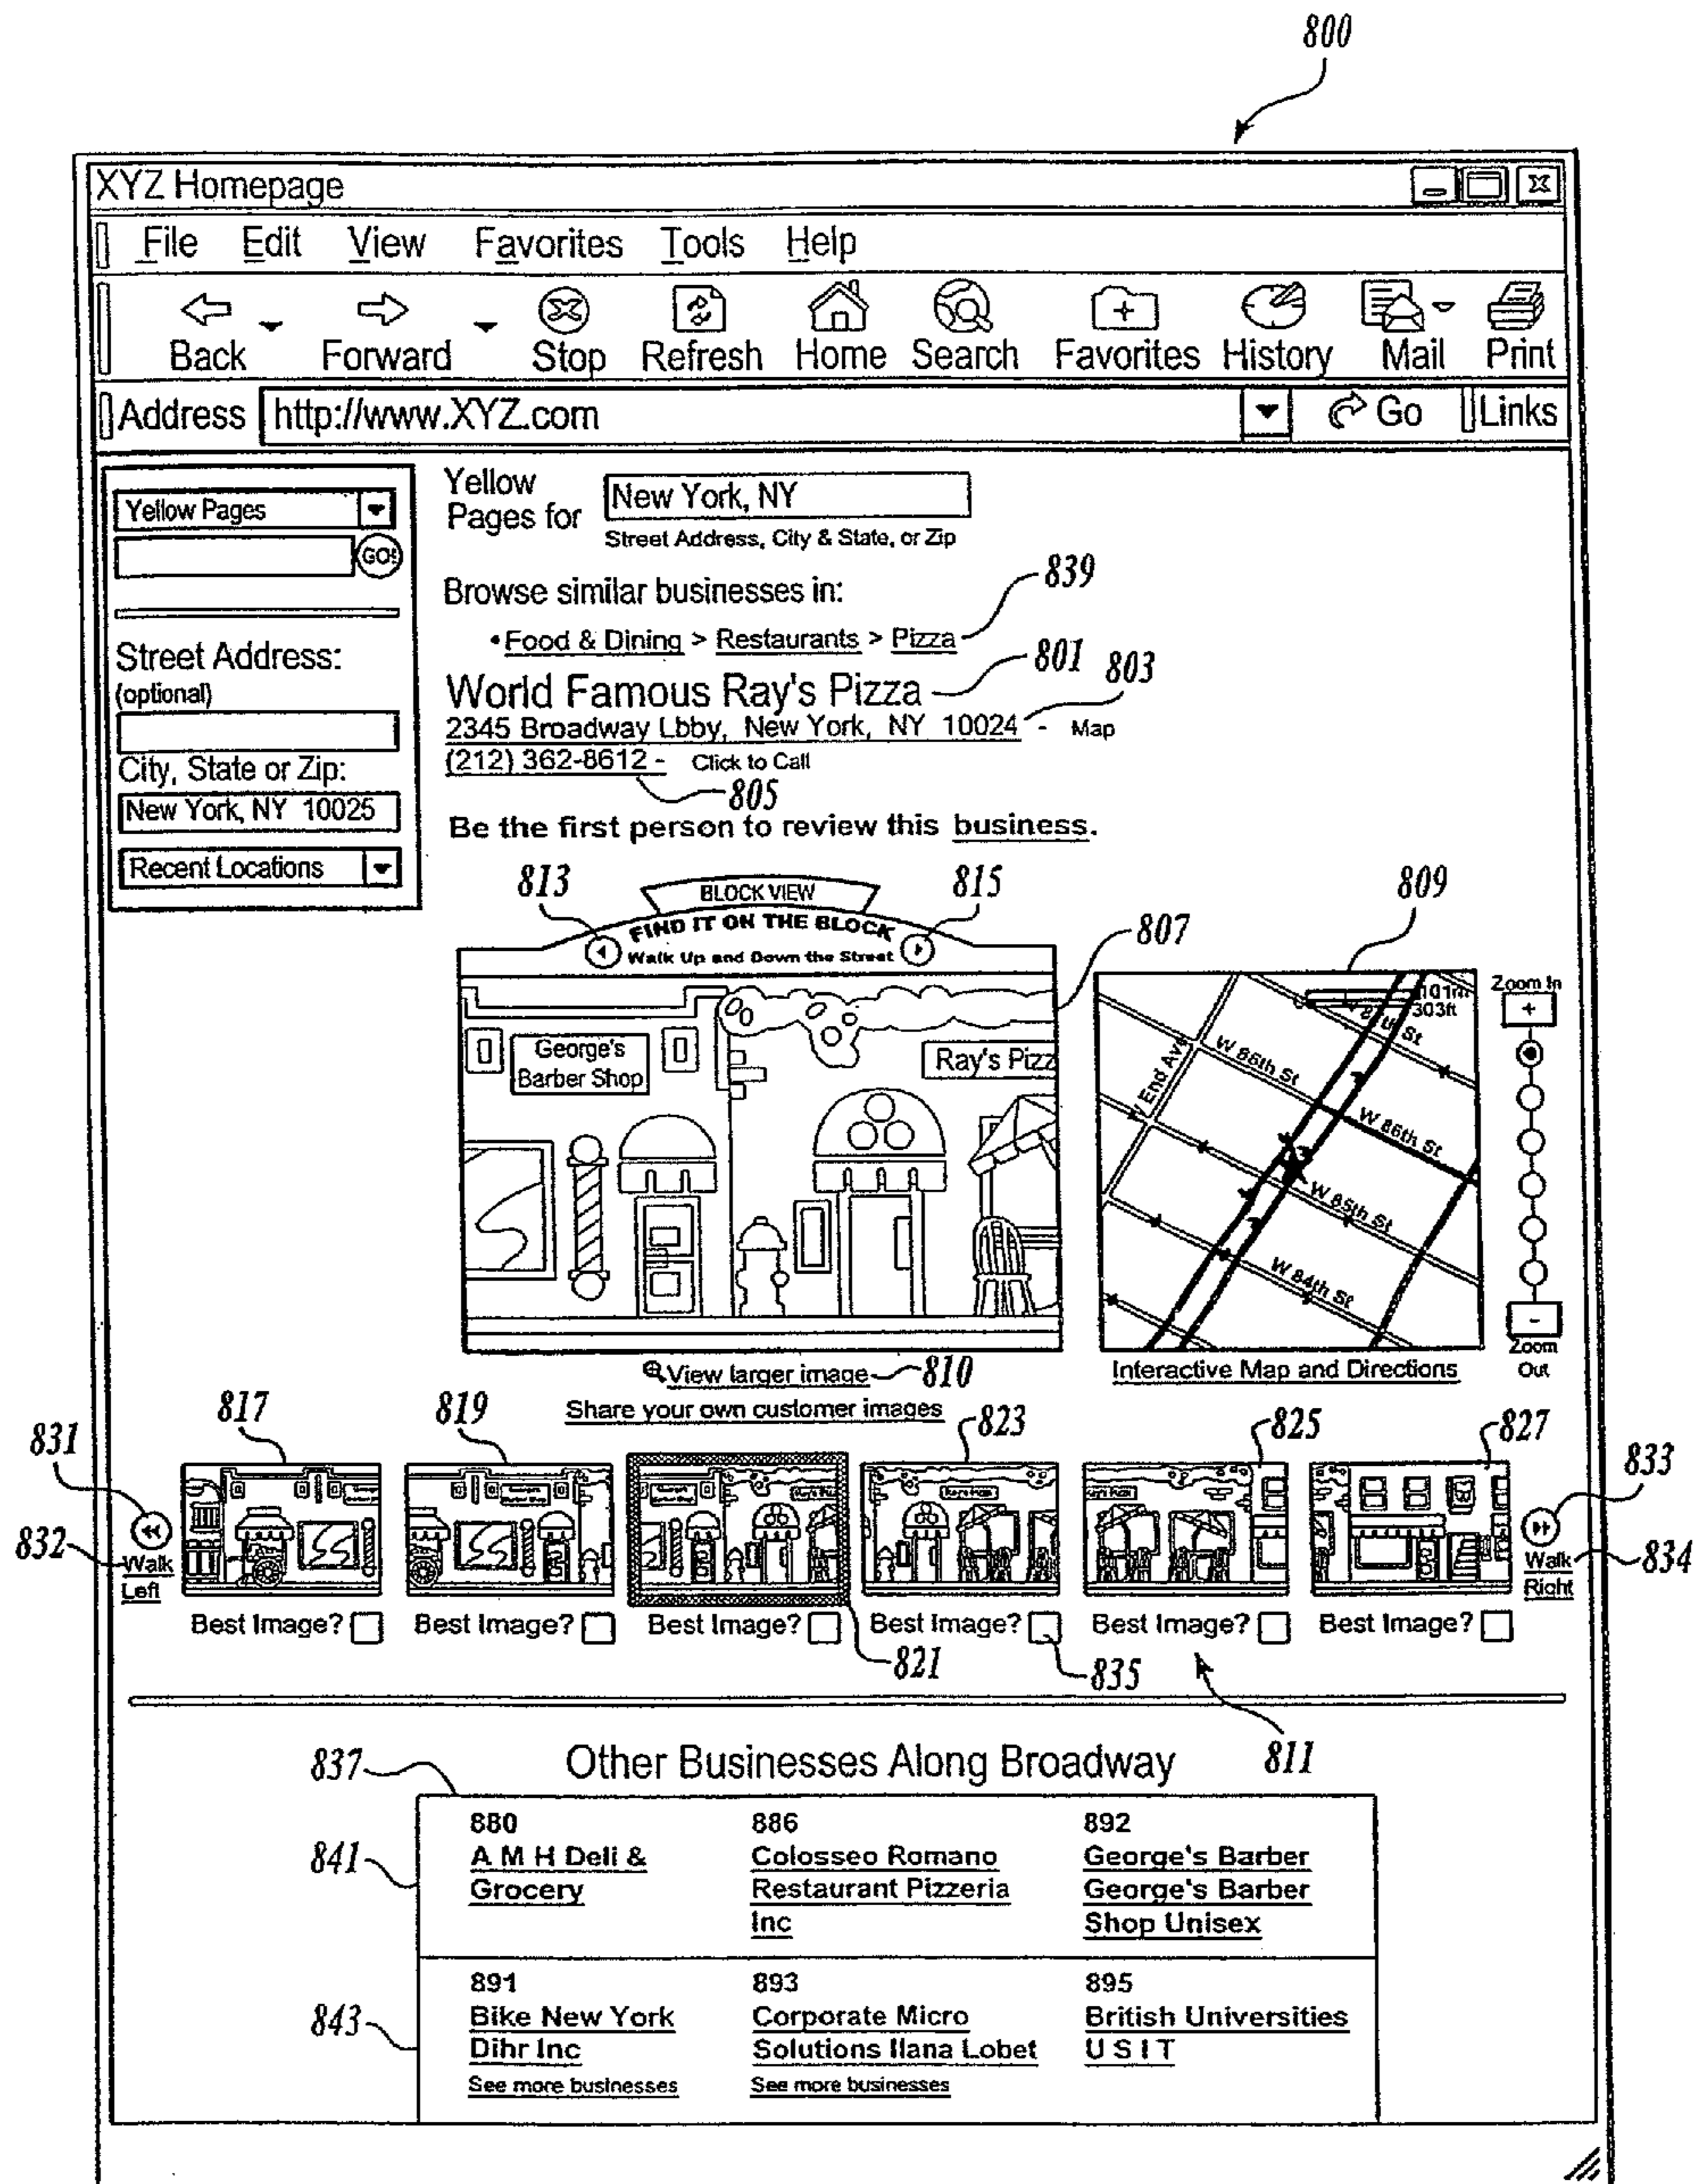 800
XYZ Homepage
File Edit View Favorites Tools Help
Back Forward Stop Refresh Home Search Favorites History Mail Print
Address http://www.XYZ.com Go Links
Yellow Pages
GO!
Street Address:
(optional)
City, State or Zip:
New York, NY 10025
Recent Locations
Yellow
Pages for New York, NY
Street Address, City & State, or Zip
Browse similar businesses in:
839
•Food & Dining > Restaurants > Pizza
801 803
World Famous Ray's Pizza
2345 Broadway Lbby, New York, NY 10024 - Map
(212) 362-8612 - Click to Call
805
Be the first person to review this business.
813 815 809
BLOCK VIEW
FIND IT ON THE BLOCK
Walk Up and Down the Street
807
George's
Barber Shop
Ray's Pizz
303ft
W 86th St
W 86th St
W 85th St
W 84th St
Zoom In
+
-
Zoom
Out
View larger image 810
Share your own customer images
Interactive Map and Directions
831 817 819 823 825 827 833
832 834
Walk
Left
Walk
Right
Best Image? Best Image? Best Image? Best Image? Best Image? Best Image?
821 835
811
837
Other Businesses Along Broadway
841
880
A M H Deli &
Grocery
886
Colosseo Romano
Restaurant Pizzeria
Inc
892
George's Barber
George's Barber
Shop Unisex
843
891
Bike New York
Dihr Inc
See more businesses
893
Corporate Micro
Solutions Ilana Lobet
See more businesses
895
British Universities
U S I T